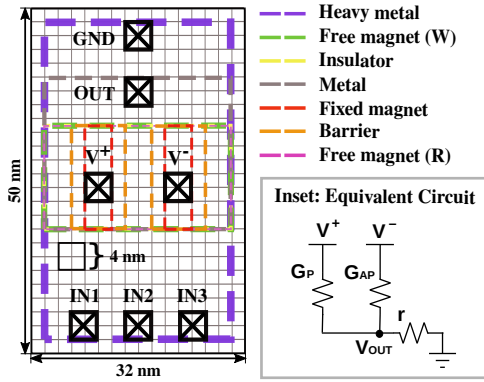 GND
OUT
V+ V-
4 nm
IN1 IN2 IN3
50 nm
32 nm
Heavy metal
Free magnet (W)
Insulator
Metal
Fixed magnet
Barrier
Free magnet (R)
Inset: Equivalent Circuit
V+ V-
GP GAP
r
VOUT